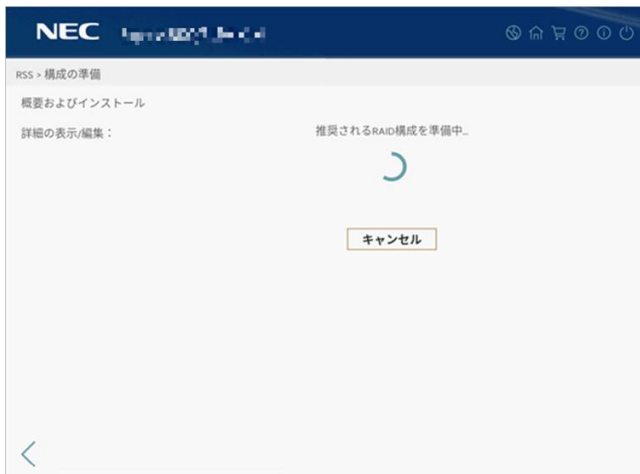 NEC
RSS > 構成の準備
概要およびインストール
詳細の表示/編集：
推奨されるRAID構成を準備中...
キャンセル